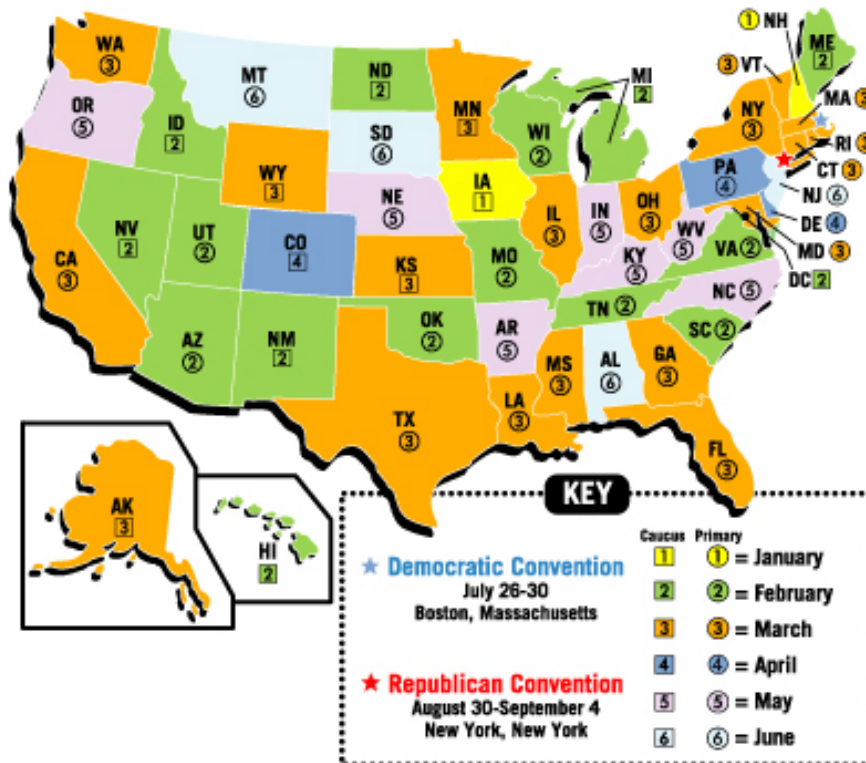 WA
3
MT
6
ND
2
MN
3
MI
2
1 NH
ME
2
3 VT
MA 3
OR
5
ID
2
WY
3
SD
6
WI
2
NY
3
RI 3
CT 3
NJ 6
DE 4
MD 3
DC 2
NV
2
UT
2
CO
4
NE
5
IA
1
IL
3
IN
5
OH
3
PA
4
WV
5
VA 2
CA
3
KS
3
MO
2
KY
5
NC 5
AZ
2
NM
2
OK
2
AR
5
TN 2
SC 2
TX
3
LA
3
MS
3
AL
6
GA
3
FL
3
AK
3
HI
2
KEY
Democratic Convention
July 26-30
Boston, Massachusetts
Republican Convention
August 30-September 4
New York, New York
Caucus Primary
1 1 = January
2 2 = February
3 3 = March
4 4 = April
5 5 = May
6 6 = June